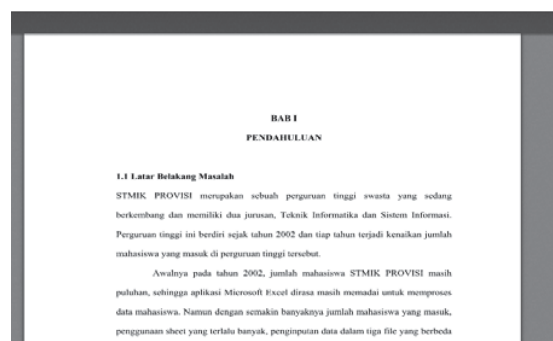 BAB I
PENDAHULUAN
1.1 Latar Belakang Masalah
STMIK PROVISI merupakan sebuah perguruan tinggi swasta yang sedang
berkembang dan memiliki dua jurusan, Teknik Informatika dan Sistem Informasi.
Perguruan tinggi ini berdiri sejak tahun 2002 dan tiap tahun terjadi kenaikan jumlah
mahasiswa yang masuk di perguruan tinggi tersebut.
Awalnya pada tahun 2002, jumlah mahasiswa STMIK PROVISI masih
puluhan, sehingga aplikasi Microsoft Excel dirasa masih memadai untuk memproses
data mahasiswa. Namun dengan semakin banyaknya jumlah mahasiswa yang masuk,
penggunaan sheet yang terlalu banyak, penginputan data dalam tiga file yang berbeda